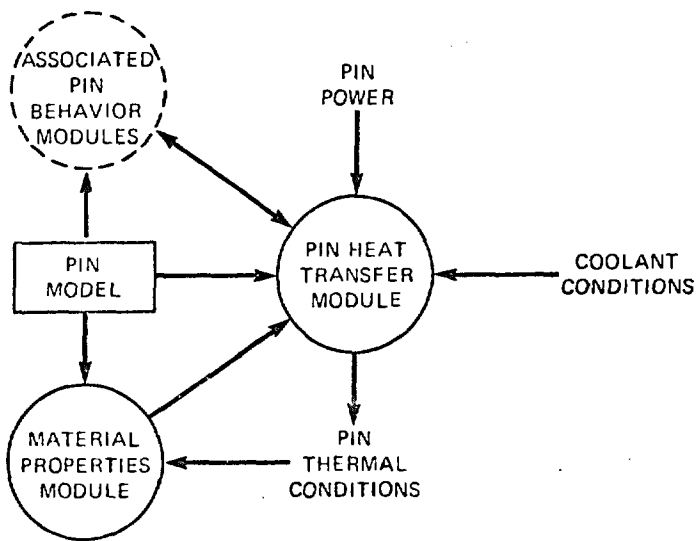 ASSOCIATED
PIN
BEHAVIOR
MODULES
PIN
POWER
PIN
MODEL
PIN HEAT
TRANSFER
MODULE
COOLANT
CONDITIONS
MATERIAL
PROPERTIES
MODULE
PIN
THERMAL
CONDITIONS